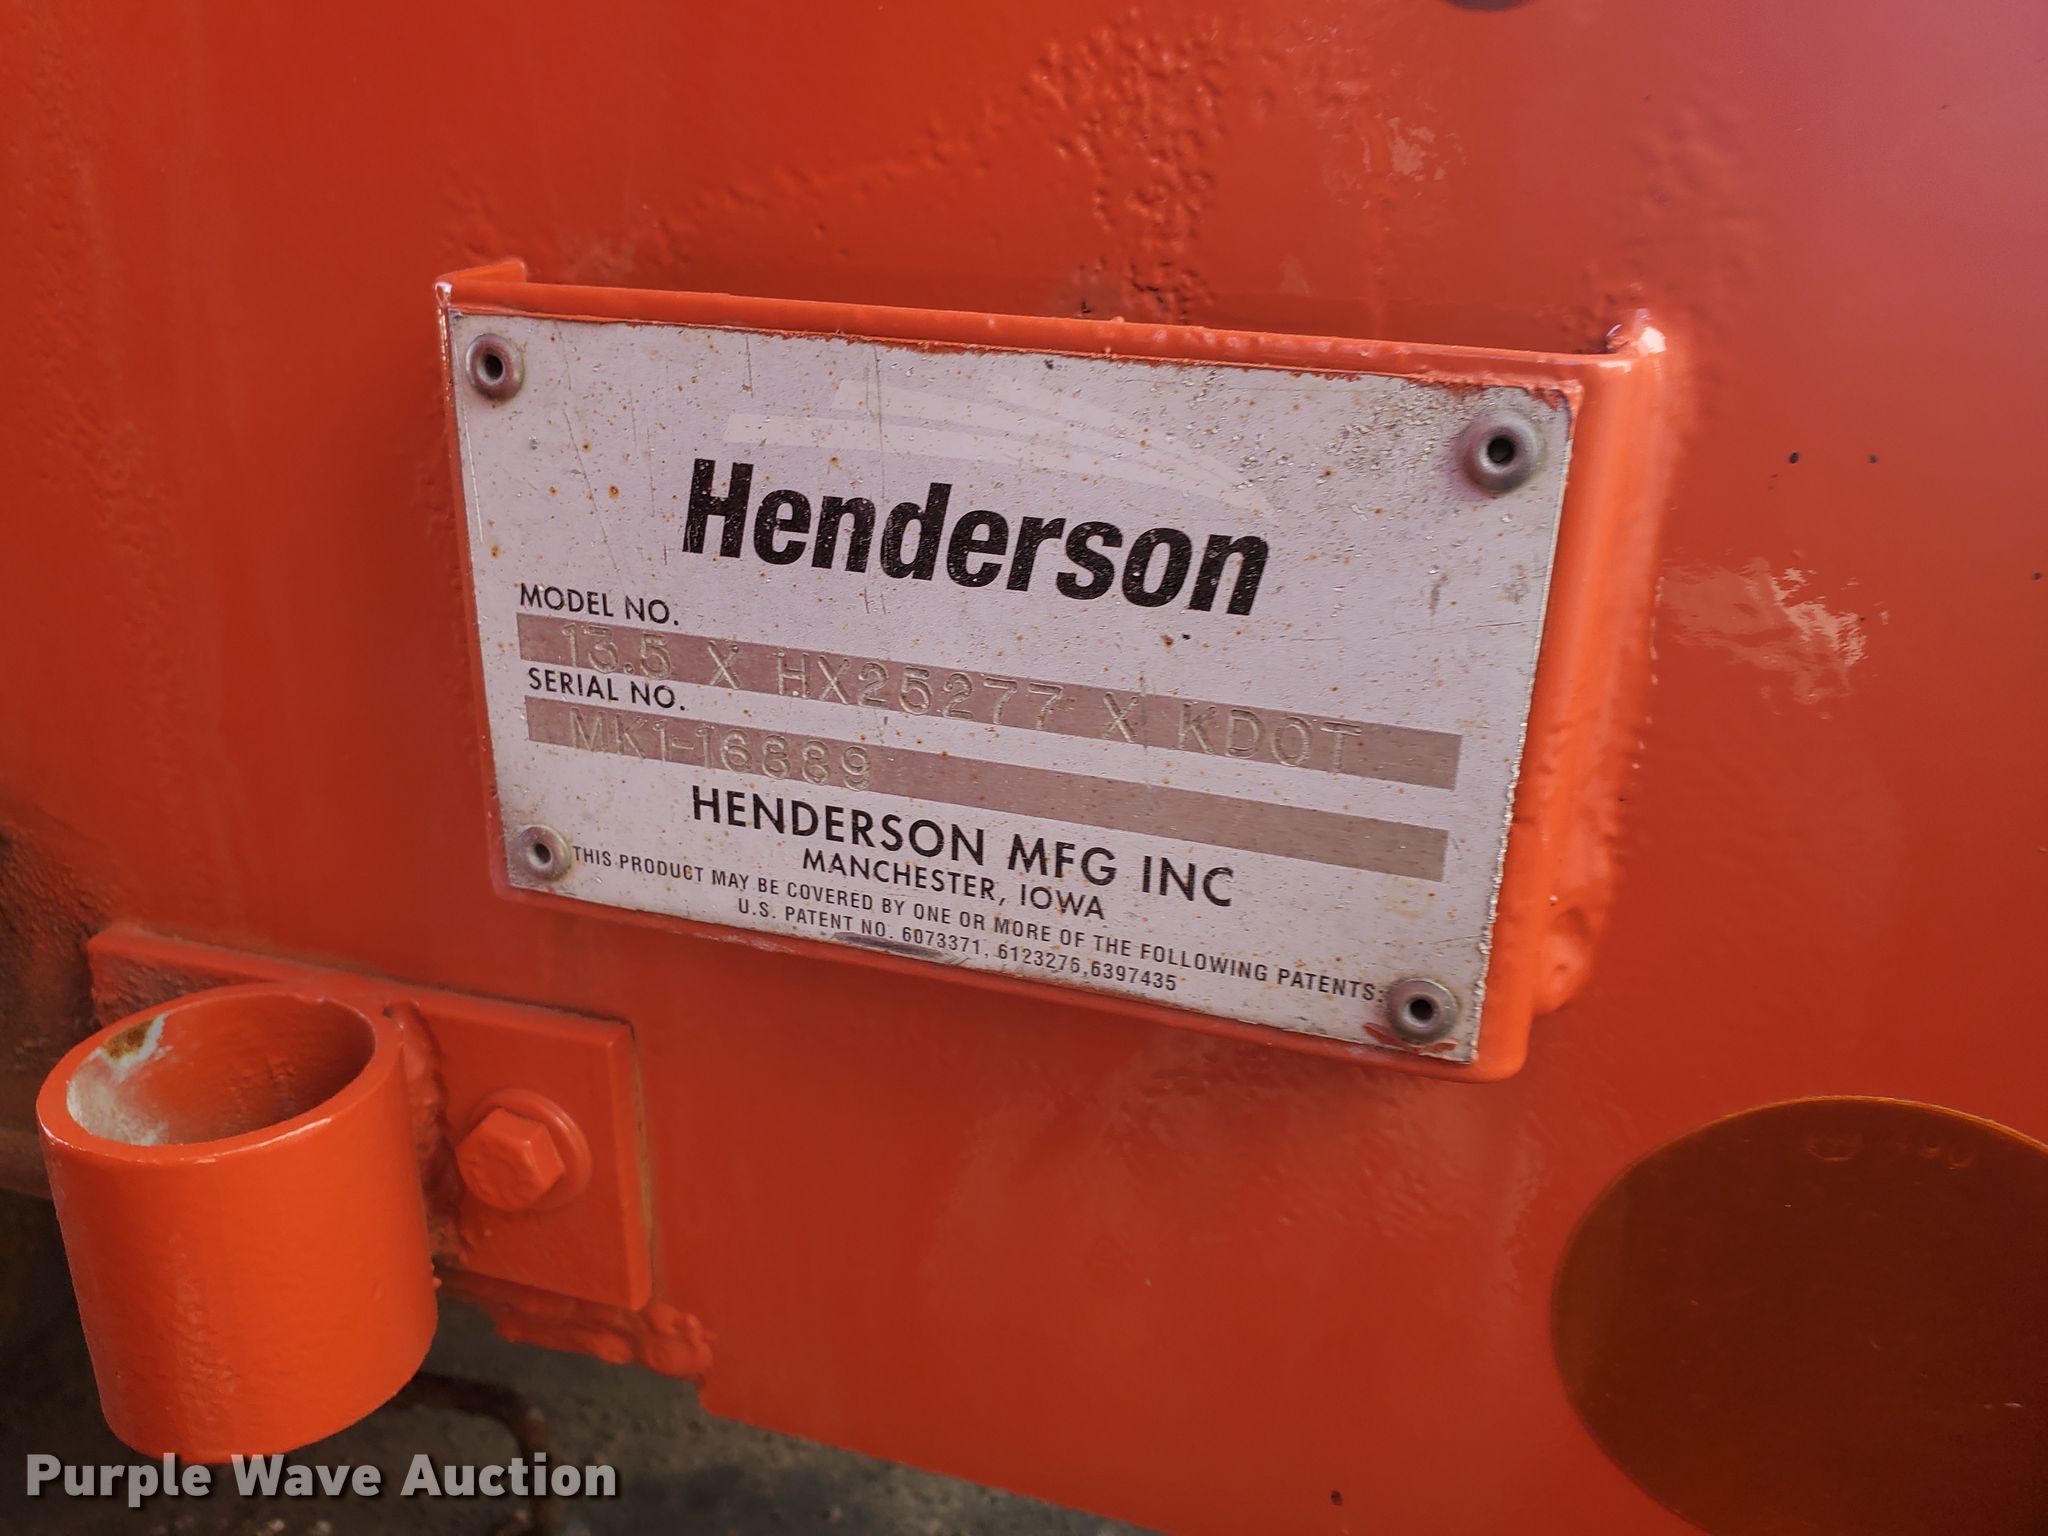 Henderson
MODEL NO.
13.5 X HX25277 X KDOT
SERIAL NO.
MK1-16889
HENDERSON MFG INC
MANCHESTER, IOWA
THIS PRODUCT MAY BE COVERED BY ONE OR MORE OF THE FOLLOWING PATENTS:
U.S. PATENT NO. 6073371, 6123276,6397435
Purple Wave Auction